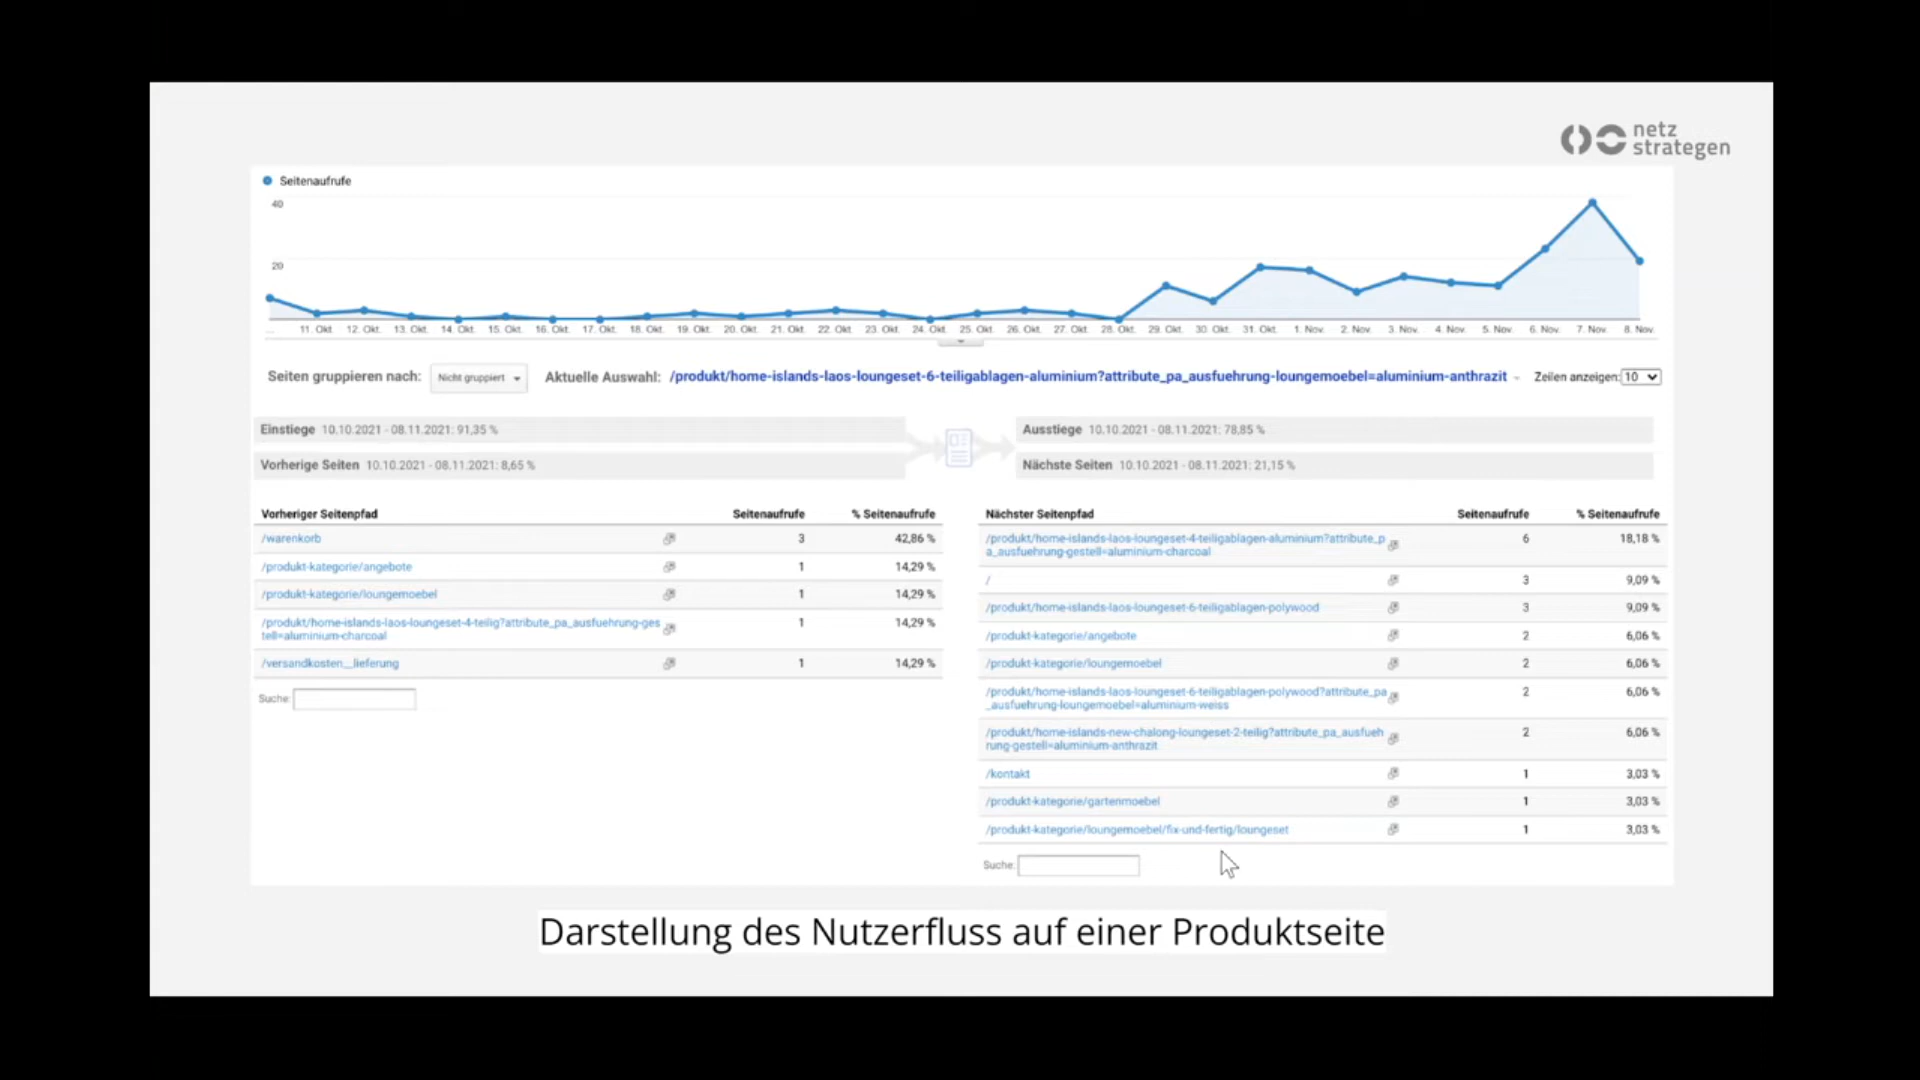 netz
strategen
Seitenaufrufe
40
20
... 11. Okt. 12. Okt. 13. Okt. 14. Okt. 15. Okt. 16. Okt. 17. Okt. 18. Okt. 19. Okt. 20. Okt. 21. Okt. 22. Okt. 23. Okt. 24. Okt. 25. Okt. 26. Okt. 27. Okt. 28. Okt. 29. Okt. 30. Okt. 31. Okt. 1. Nov. 2. Nov. 3. Nov. 4. Nov. 5. Nov. 6. Nov. 7. Nov. 8. Nov.
Seiten gruppieren nach: Nicht gruppiert Aktuelle Auswahl: /produkt/home-islands-laos-loungeset-6-teiligablagen-aluminium?attribute_pa_ausfuehrung-loungemoebel=aluminium-anthrazit Zeilen anzeigen: 10
Einstiege 10.10.2021 - 08.11.2021: 91,35 %
Vorherige Seiten 10.10.2021 - 08.11.2021: 8,65 %
Ausstiege 10.10.2021 - 08.11.2021: 78,85 %
Nächste Seiten 10.10.2021 - 08.11.2021: 21,15 %
Vorheriger Seitenpfad Seitenaufrufe % Seitenaufrufe
/warenkorb 3 42,86 %
/produkt-kategorie/angebote 1 14,29 %
/produkt-kategorie/loungemoebel 1 14,29 %
/produkt/home-islands-laos-loungeset-4-teilig?attribute_pa_ausfuehrung-ges 1 14,29 %
tell=aluminium-charcoal
/versandkosten__lieferung 1 14,29 %
Suche:
Nächster Seitenpfad Seitenaufrufe % Seitenaufrufe
/produkt/home-islands-laos-loungeset-4-teiligablagen-aluminium?attribute_p 6 18,18 %
a_ausfuehrung-gestell=aluminium-charcoal
/ 3 9,09 %
/produkt/home-islands-laos-loungeset-6-teiligablagen-polywood 3 9,09 %
/produkt-kategorie/angebote 2 6,06 %
/produkt-kategorie/loungemoebel 2 6,06 %
/produkt/home-islands-laos-loungeset-6-teiligablagen-polywood?attribute_pa 2 6,06 %
_ausfuehrung-loungemoebel=aluminium-weiss
/produkt/home-islands-new-chalong-loungeset-2-teilig?attribute_pa_ausfueh 2 6,06 %
rung-gestell=aluminium-anthrazit
/kontakt 1 3,03 %
/produkt-kategorie/gartenmoebel 1 3,03 %
/produkt-kategorie/loungemoebel/fix-und-fertig/loungeset 1 3,03 %
Suche:
Darstellung des Nutzerfluss auf einer Produktseite